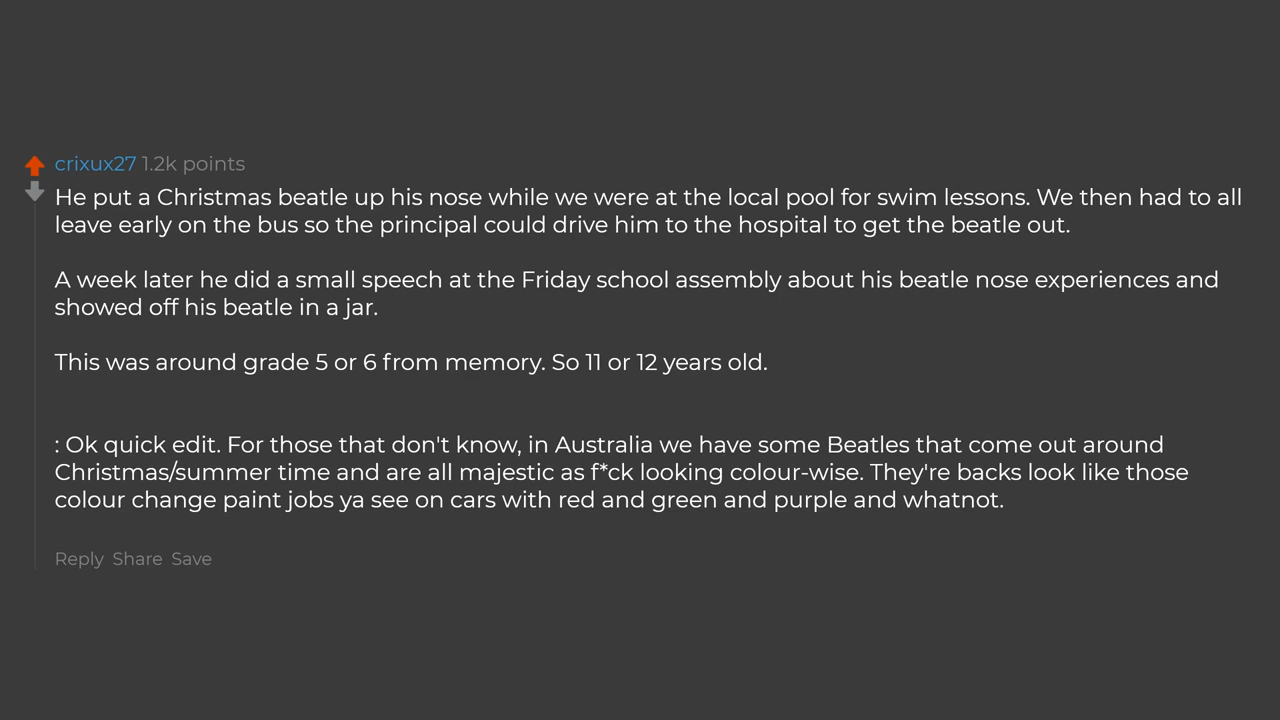 crixux27 1.2k points
He put a Christmas beatle up his nose while we were at the local pool for swim lessons. We then had to all
leave early on the bus so the principal could drive him to the hospital to get the beatle out.
A week later he did a small speech at the Friday school assembly about his beatle nose experiences and
showed off his beatle in a jar.
This was around grade 5 or 6 from memory. So 11 or 12 years old.
: Ok quick edit. For those that don't know, in Australia we have some Beatles that come out around
Christmas/summer time and are all majestic as f*ck looking colour-wise. They're backs look like those
colour change paint jobs ya see on cars with red and green and purple and whatnot.
Reply Share Save